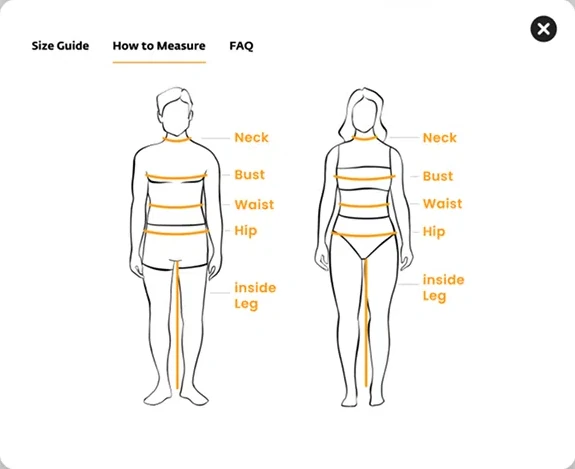 Size Guide How to Measure FAQ
Neck
Bust
Waist
Hip
inside
Leg
Neck
Bust
Waist
Hip
inside
Leg